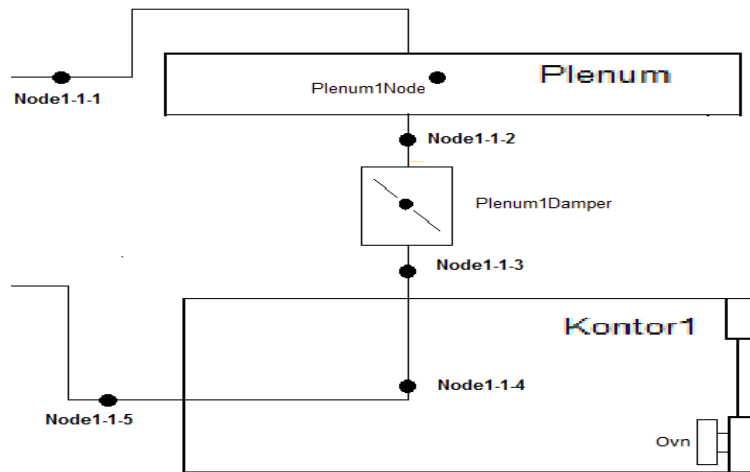 Plenum
Plenum1Node
Node1-1-1
Node1-1-2
Plenum1Damper
Node1-1-3
Kontor1
Node1-1-4
Node1-1-5
Ovn